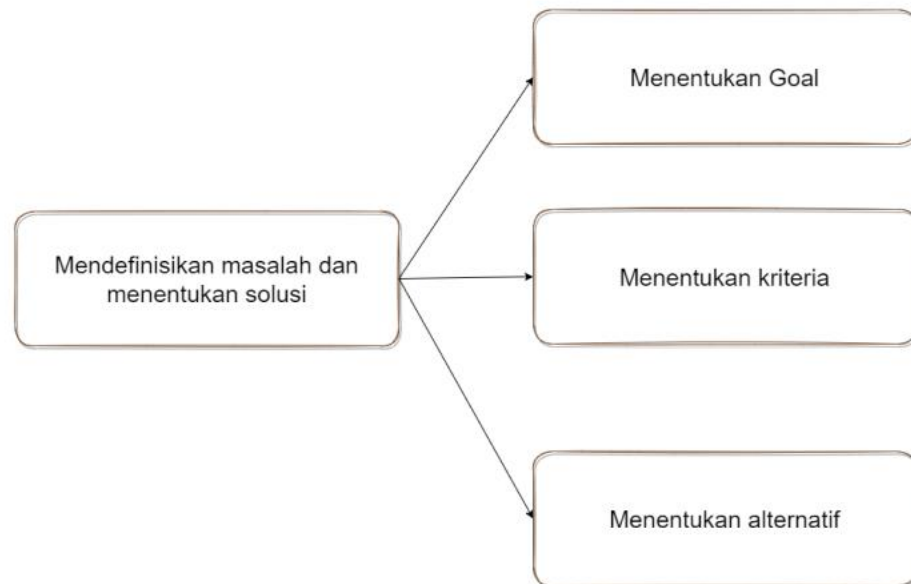 Menentukan Goal
Mendefinisikan masalah dan
menentukan solusi
Menentukan kriteria
Menentukan alternatif